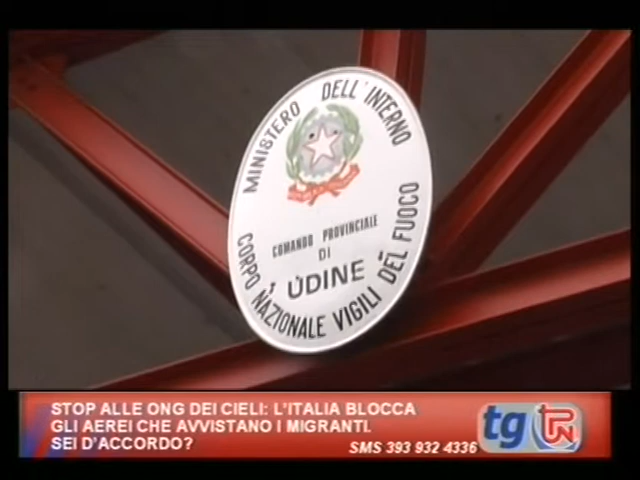 MINISTERO DELL'INTERNO
COMANDO PROVINCIALE
DI
UDINE
CORPO NAZIONALE VIGILI DEL FUOCO
STOP ALLE ONG DEI CIELI: L'ITALIA BLOCCA
GLI AEREI CHE AVVISTANO I MIGRANTI.
SEI D'ACCORDO?
SMS 393 932 4336
tg TPN